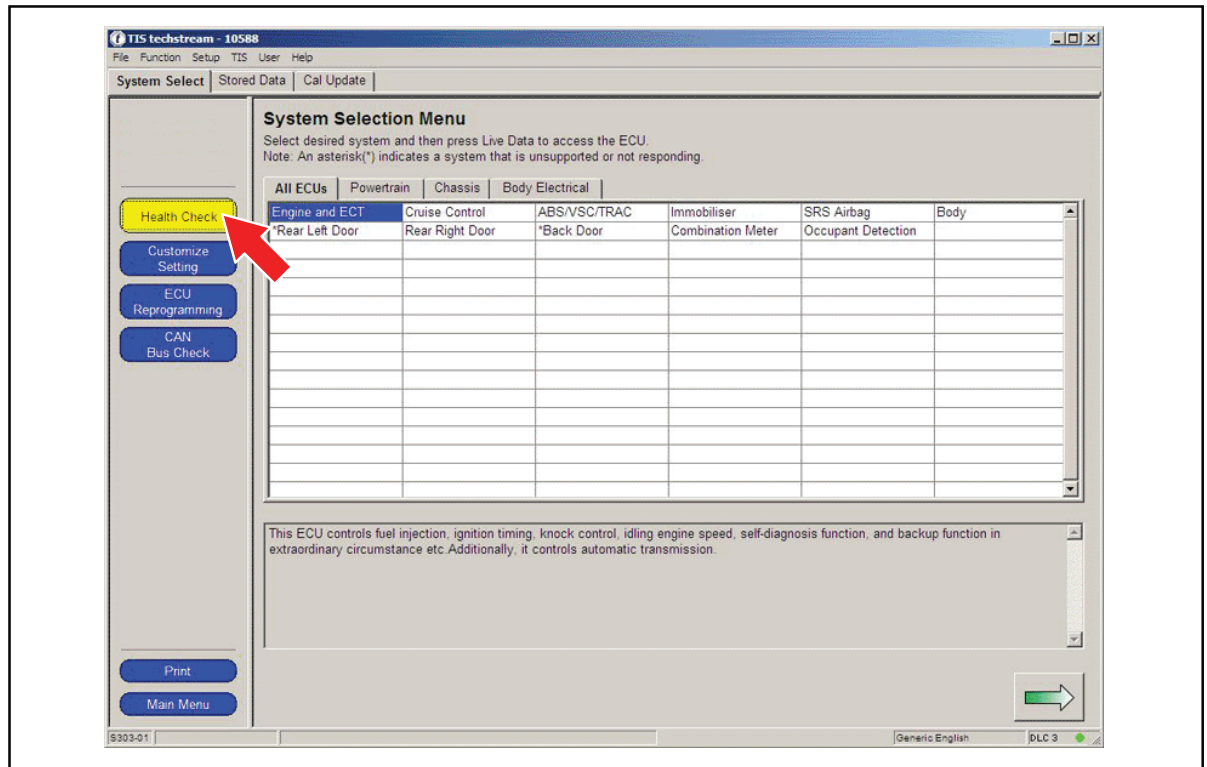 TIS techstream - 10588
File Function Setup TIS User Help
System Select Stored Data Cal Update
System Selection Menu
Select desired system and then press Live Data to access the ECU.
Note: An asterisk(*) indicates a system that is unsupported or not responding.
All ECUs Powertrain Chassis Body Electrical
Health Check
Customize
Setting
ECU
Reprogramming
CAN
Bus Check
Engine and ECT Cruise Control ABS/VSC/TRAC Immobiliser SRS Airbag Body
*Rear Left Door Rear Right Door *Back Door Combination Meter Occupant Detection
This ECU controls fuel injection, ignition timing, knock control, idling engine speed, self-diagnosis function, and backup function in
extraordinary circumstance etc.Additionally, it controls automatic transmission.
Print
Main Menu
S303-01 Generic English DLC 3